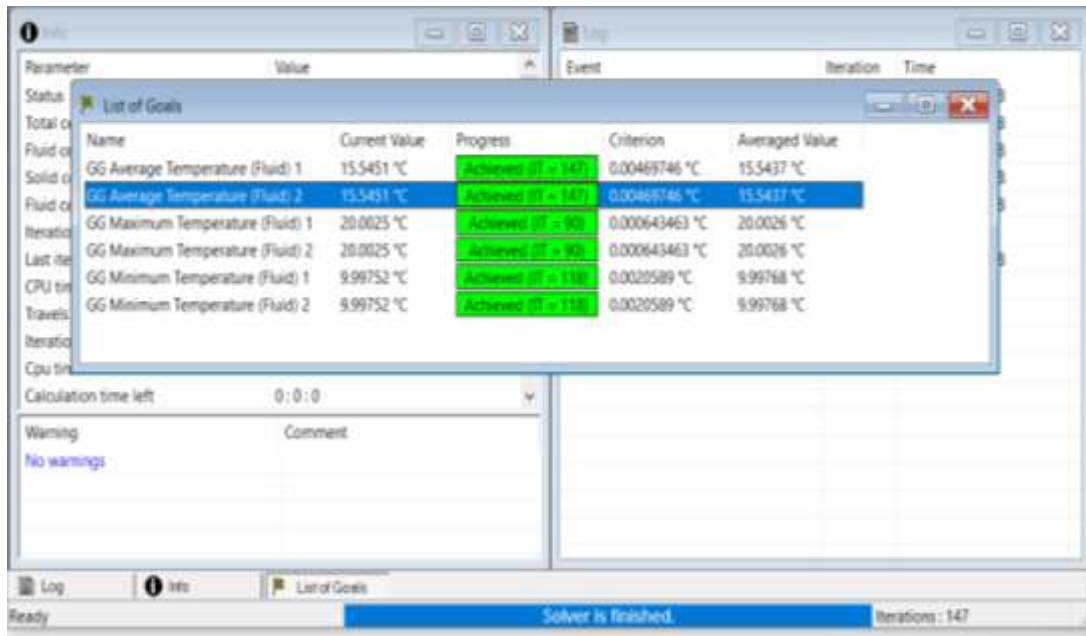 Info
Log
Parameter Value
Event Iteration Time
Status
List of Goals
Total
Name Current Value Progress Criterion Averaged Value
Fluid
GG Average Temperature (Fluid) 1 15.5451 °C Achieved (IT = 147) 0.00469746 °C 15.5437 °C
Solid
GG Average Temperature (Fluid) 2 15.5451 °C Achieved (IT = 147) 0.00469746 °C 15.5437 °C
Fluid
GG Maximum Temperature (Fluid) 1 20.0025 °C Achieved (IT = 90) 0.000643463 °C 20.0026 °C
GG Maximum Temperature (Fluid) 2 20.0025 °C Achieved (IT = 90) 0.000643463 °C 20.0026 °C
Last
GG Minimum Temperature (Fluid) 1 9.99752 °C Achieved (IT = 118) 0.0020589 °C 9.99768 °C
CPU
GG Minimum Temperature (Fluid) 2 9.99752 °C Achieved (IT = 118) 0.0020589 °C 9.99768 °C
Travels
Cpu
Calculation time left 0 : 0 : 0
Warning Comment
No warnings
Log Info List of Goals
Ready Solver is finished. Iterations : 147